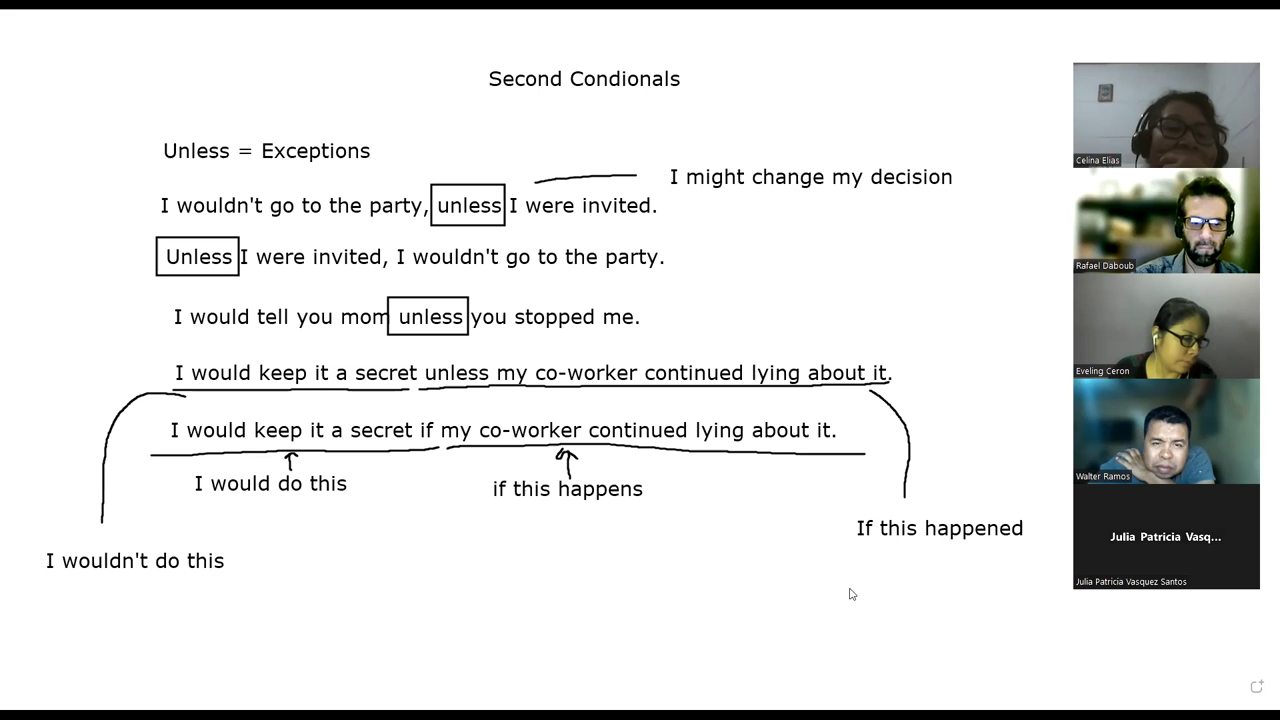 Second Condionals
Unless = Exceptions
I might change my decision
I wouldn't go to the party, unless I were invited.
Unless I were invited, I wouldn't go to the party.
I would tell you mom unless you stopped me.
I would keep it a secret unless my co-worker continued lying about it.
I would keep it a secret if my co-worker continued lying about it.
I would do this
if this happens
If this happened
I wouldn't do this
Celina Elias
Rafael Daboub
Eveling Ceron
Walter Ramos
Julia Patricia Vasq...
Julia Patricia Vasquez Santos